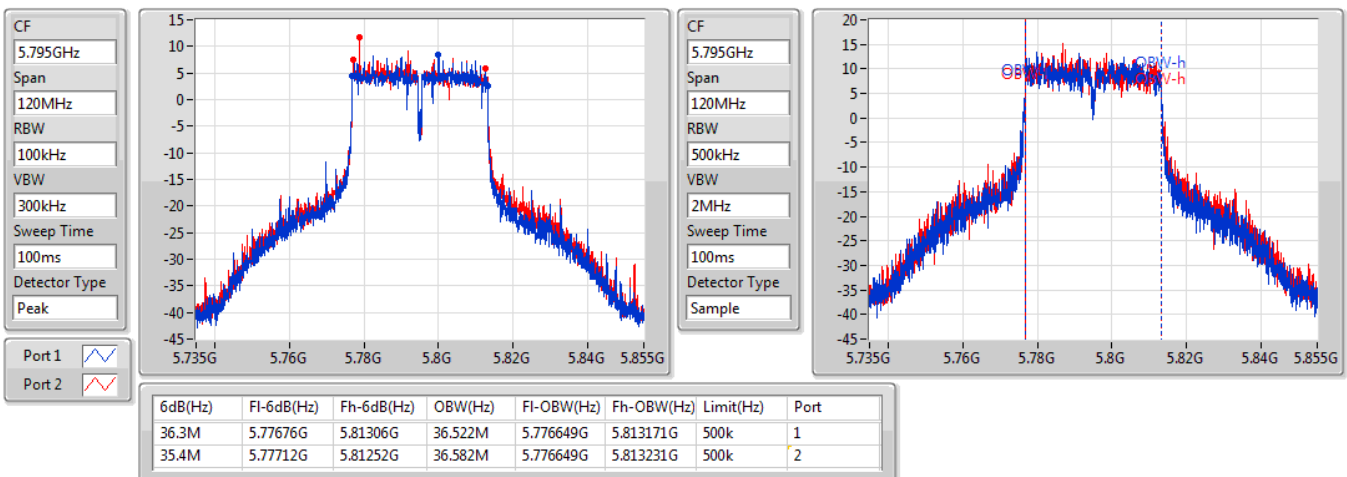 CF
5.795GHz
Span
120MHz
RBW
100kHz
VBW
300kHz
Sweep Time
100ms
Detector Type
Peak
Port 1
Port 2
15
10
5
0
-5
-10
-15
-20
-25
-30
-35
-40
-45
5.735G 5.76G 5.78G 5.8G 5.82G 5.84G 5.855G
CF
5.795GHz
Span
120MHz
RBW
500kHz
VBW
2MHz
Sweep Time
100ms
Detector Type
Sample
20
15
10
5
0
-5
-10
-15
-20
-25
-30
-35
-40
-45
OBW-h
OBW-h
5.735G 5.76G 5.78G 5.8G 5.82G 5.84G 5.855G
6dB(Hz) Fl-6dB(Hz) Fh-6dB(Hz) OBW(Hz) Fl-OBW(Hz) Fh-OBW(Hz) Limit(Hz) Port
36.3M 5.77676G 5.81306G 36.522M 5.776649G 5.813171G 500k 1
35.4M 5.77712G 5.81252G 36.582M 5.776649G 5.813231G 500k 2